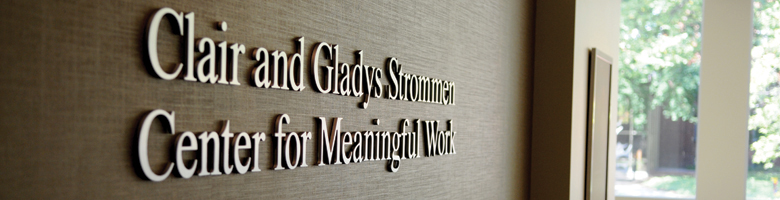 Clair and Gladys Strommen
Center for Meaningful Work